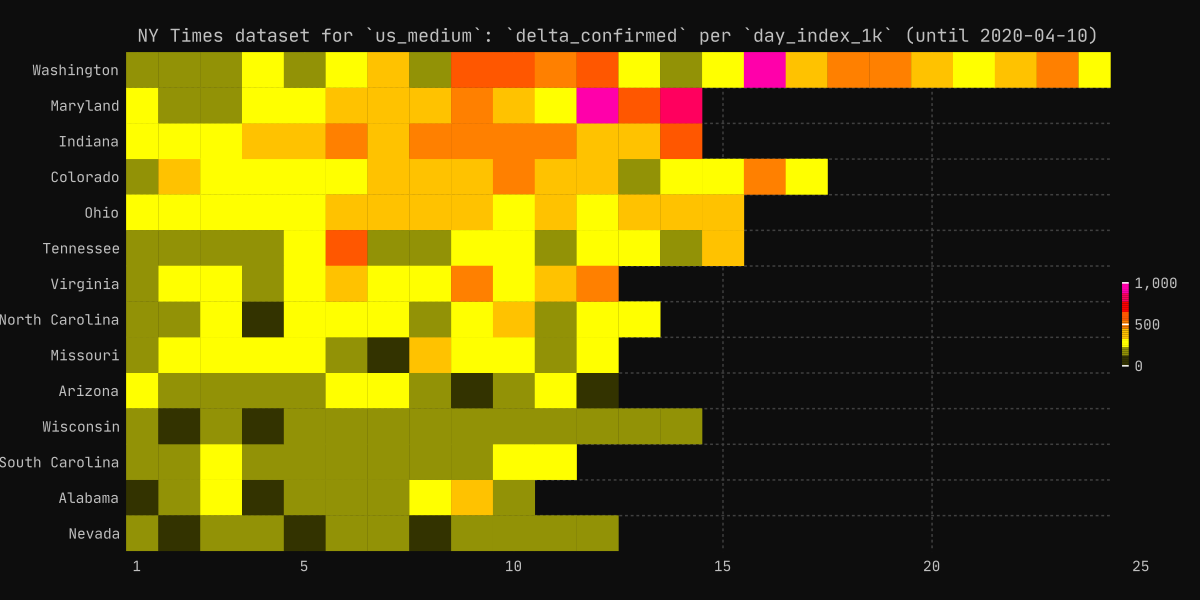 NY Times dataset for `us_medium`: `delta_confirmed` per `day_index_1k` (until 2020-04-10)
Washington
Maryland
Indiana
Colorado
Ohio
Tennessee
Virginia
North Carolina
Missouri
Arizona
Wisconsin
South Carolina
Alabama
Nevada
1 5 10 15 20 25
1,000
500
0